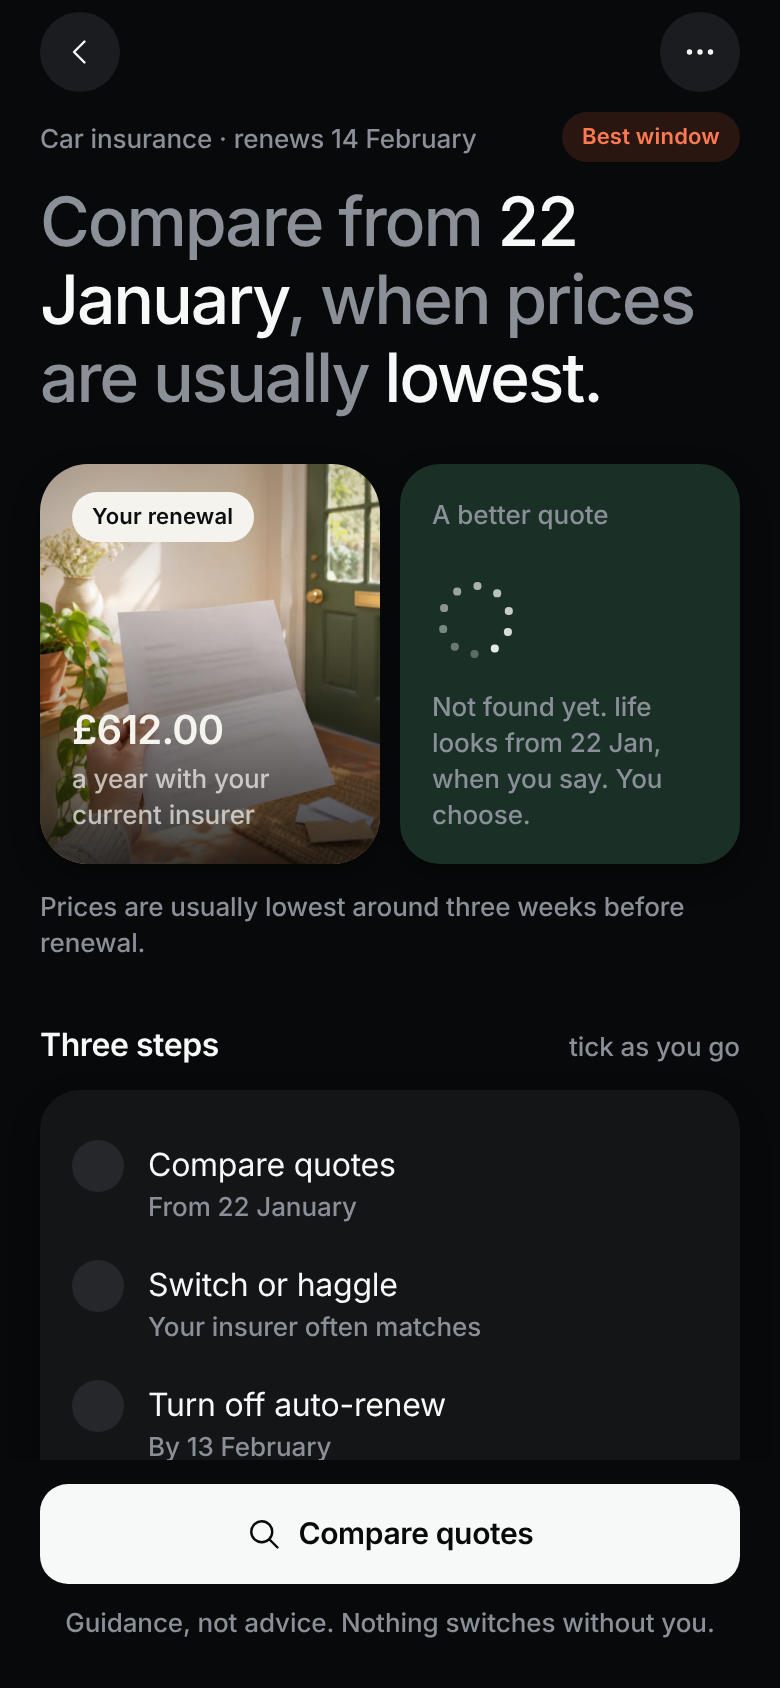 Car insurance · renews 14 February
Best window
Compare from 22
January, when prices
are usually lowest.
Your renewal
£612.00
a year with your
current insurer
A better quote
Not found yet. life
looks from 22 Jan,
when you say. You
choose.
Prices are usually lowest around three weeks before
renewal.
Three steps
tick as you go
Compare quotes
From 22 January
Switch or haggle
Your insurer often matches
Turn off auto-renew
By 13 February
Compare quotes
Guidance, not advice. Nothing switches without you.